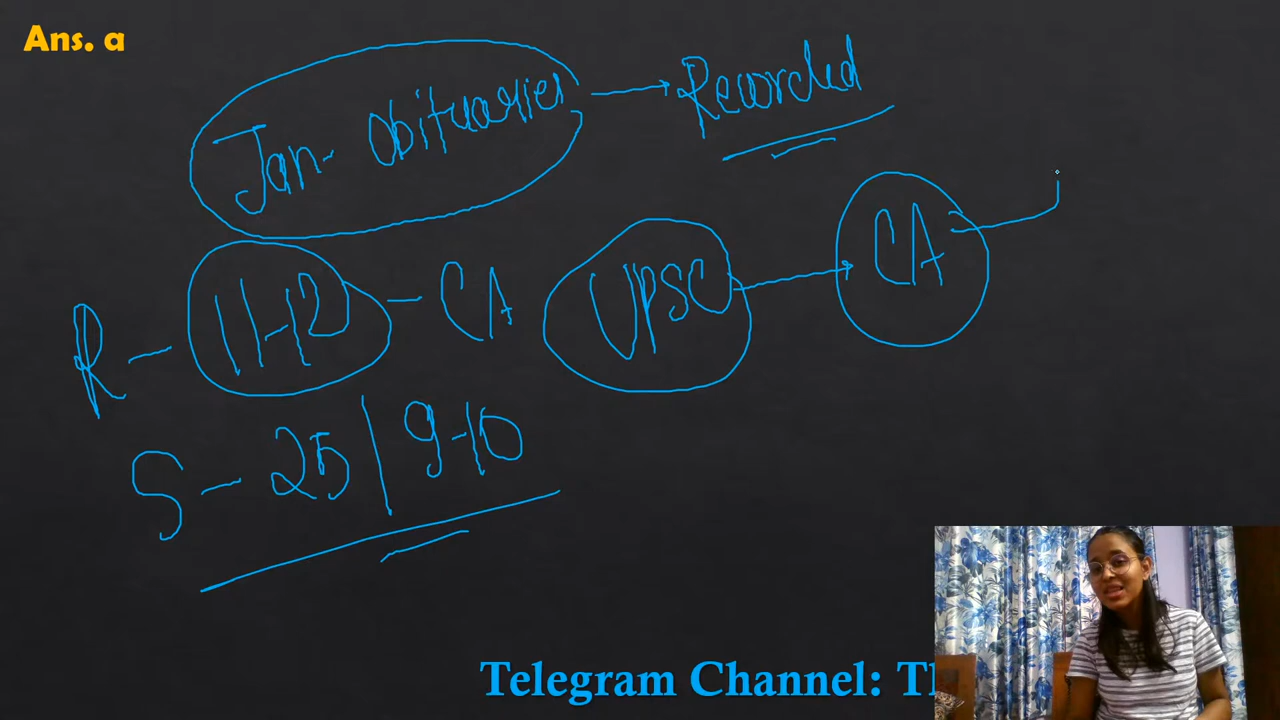 Ans. a
Jan- Obituaries → Recorded
R - 11-12 - CA UPSC → CA
S - 25 | 9-10
Telegram Channel: